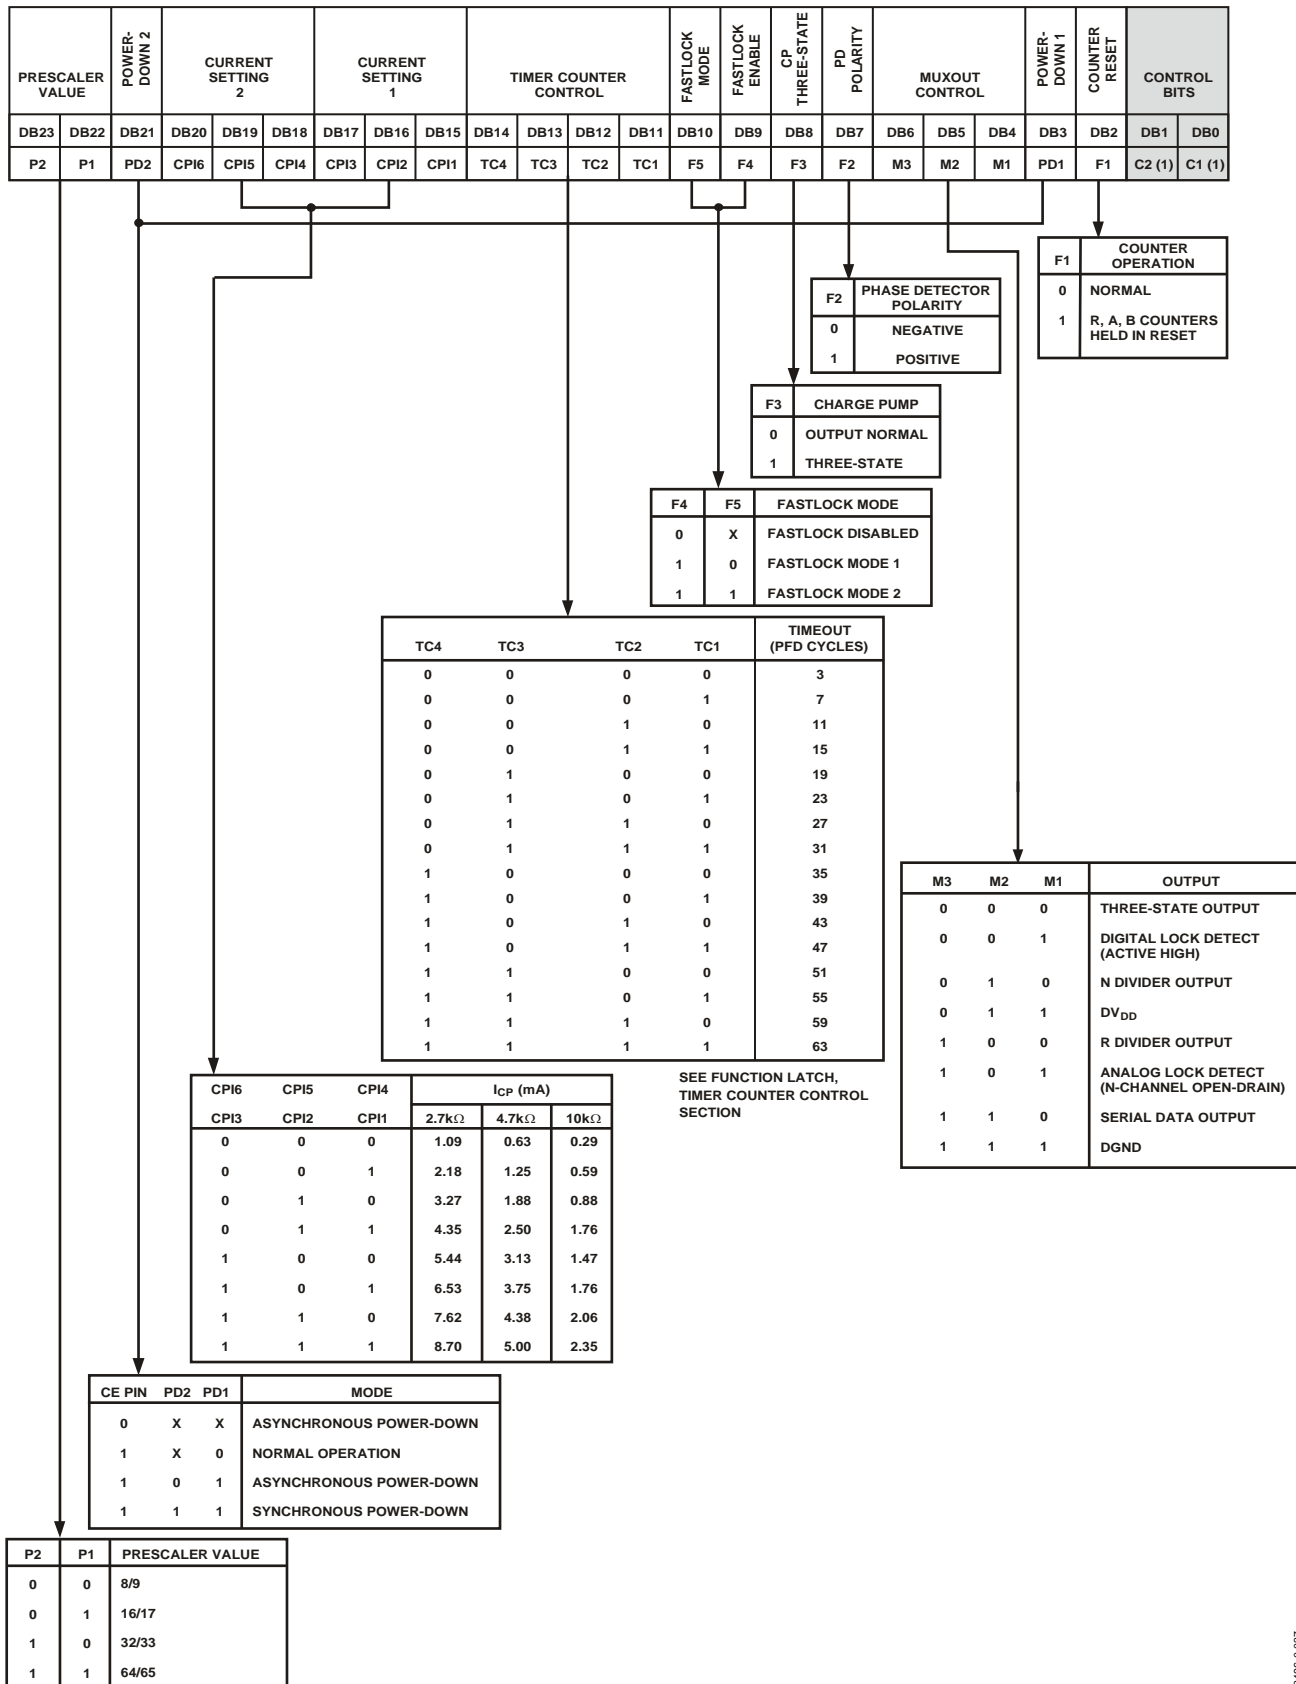 PRESCALER VALUE
POWER-DOWN 2
CURRENT SETTING 2
CURRENT SETTING 1
TIMER COUNTER CONTROL
FASTLOCK MODE
FASTLOCK ENABLE
CP THREE-STATE
PD POLARITY
MUXOUT CONTROL
POWER-DOWN 1
COUNTER RESET
CONTROL BITS
DB23 DB22 DB21 DB20 DB19 DB18 DB17 DB16 DB15 DB14 DB13 DB12 DB11 DB10 DB9 DB8 DB7 DB6 DB5 DB4 DB3 DB2 DB1 DB0
P2 P1 PD2 CPI6 CPI5 CPI4 CPI3 CPI2 CPI1 TC4 TC3 TC2 TC1 F5 F4 F3 F2 M3 M2 M1 PD1 F1 C2 (1) C1 (1)
F1 COUNTER OPERATION
0 NORMAL
1 R, A, B COUNTERS HELD IN RESET
F2 PHASE DETECTOR POLARITY
0 NEGATIVE
1 POSITIVE
F3 CHARGE PUMP
0 OUTPUT NORMAL
1 THREE-STATE
F4 F5 FASTLOCK MODE
0 X FASTLOCK DISABLED
1 0 FASTLOCK MODE 1
1 1 FASTLOCK MODE 2
TC4 TC3 TC2 TC1 TIMEOUT (PFD CYCLES)
0 0 0 0 3
0 0 0 1 7
0 0 1 0 11
0 0 1 1 15
0 1 0 0 19
0 1 0 1 23
0 1 1 0 27
0 1 1 1 31
1 0 0 0 35
1 0 0 1 39
1 0 1 0 43
1 0 1 1 47
1 1 0 0 51
1 1 0 1 55
1 1 1 0 59
1 1 1 1 63
SEE FUNCTION LATCH,
TIMER COUNTER CONTROL
SECTION
M3 M2 M1 OUTPUT
0 0 0 THREE-STATE OUTPUT
0 0 1 DIGITAL LOCK DETECT (ACTIVE HIGH)
0 1 0 N DIVIDER OUTPUT
0 1 1 DVDD
1 0 0 R DIVIDER OUTPUT
1 0 1 ANALOG LOCK DETECT (N-CHANNEL OPEN-DRAIN)
1 1 0 SERIAL DATA OUTPUT
1 1 1 DGND
CPI6 CPI5 CPI4 ICP (mA)
CPI3 CPI2 CPI1 2.7kΩ 4.7kΩ 10kΩ
0 0 0 1.09 0.63 0.29
0 0 1 2.18 1.25 0.59
0 1 0 3.27 1.88 0.88
0 1 1 4.35 2.50 1.76
1 0 0 5.44 3.13 1.47
1 0 1 6.53 3.75 1.76
1 1 0 7.62 4.38 2.06
1 1 1 8.70 5.00 2.35
CE PIN PD2 PD1 MODE
0 X X ASYNCHRONOUS POWER-DOWN
1 X 0 NORMAL OPERATION
1 0 1 ASYNCHRONOUS POWER-DOWN
1 1 1 SYNCHRONOUS POWER-DOWN
P2 P1 PRESCALER VALUE
0 0 8/9
0 1 16/17
1 0 32/33
1 1 64/65